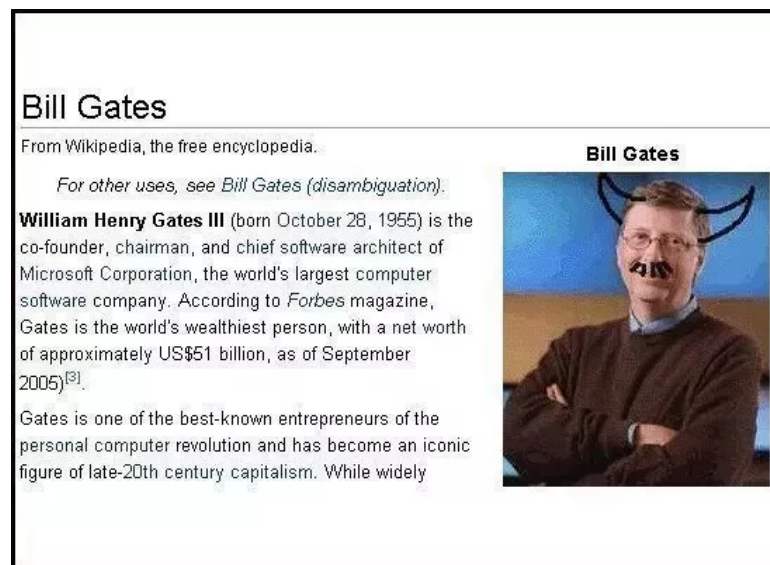 Bill Gates
From Wikipedia, the free encyclopedia.
For other uses, see Bill Gates (disambiguation).
William Henry Gates III (born October 28, 1955) is the
co-founder, chairman, and chief software architect of
Microsoft Corporation, the world's largest computer
software company. According to Forbes magazine,
Gates is the world's wealthiest person, with a net worth
of approximately US$51 billion, as of September
2005)[3].
Gates is one of the best-known entrepreneurs of the
personal computer revolution and has become an iconic
figure of late-20th century capitalism. While widely
Bill Gates